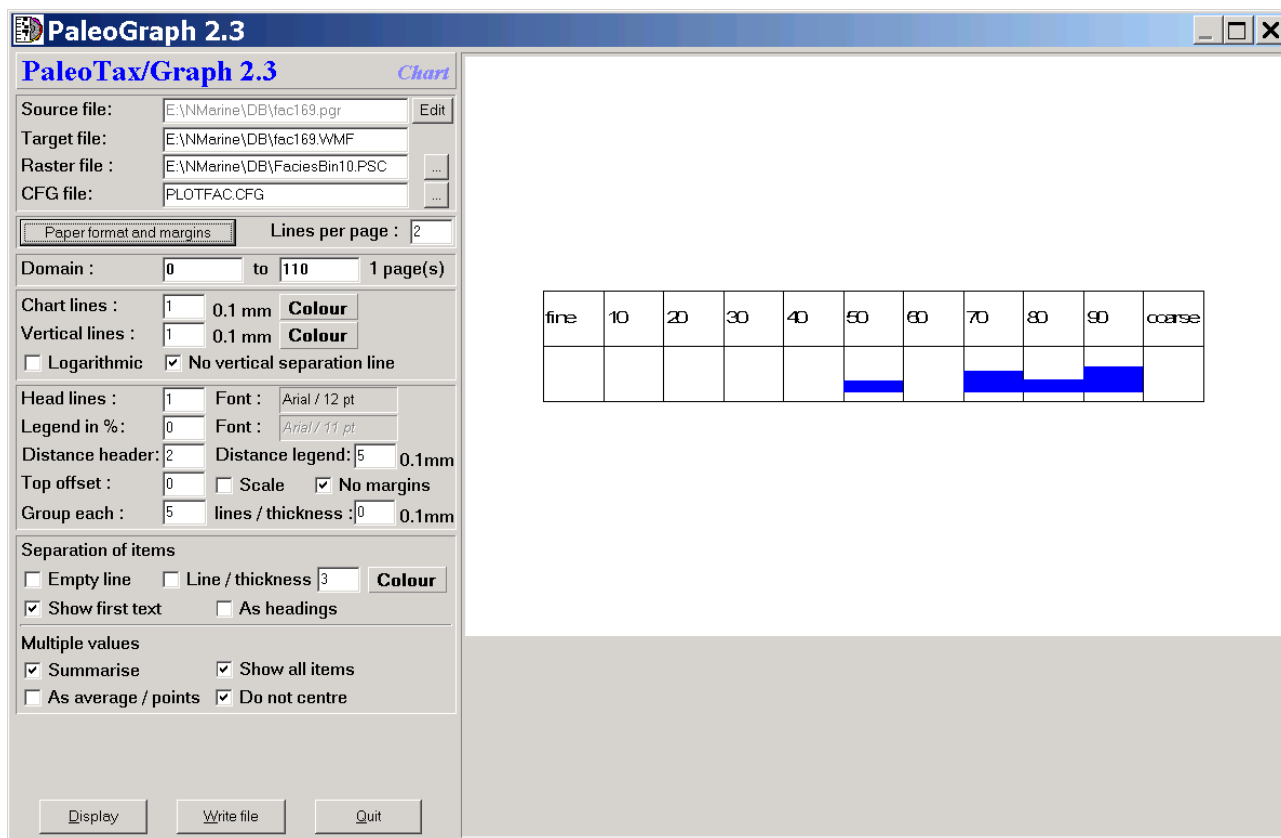 PaleoGraph 2.3
PaleoTax/Graph 2.3 Chart
Source file: E:\NMarine\DB\fac169.pgr Edit
Target file: E:\NMarine\DB\fac169.WMF
Raster file : E:\NMarine\DB\FaciesBin10.PSC ...
CFG file: PLOTFAC.CFG ...
Paper format and margins Lines per page : 2
Domain : 0 to 110 1 page(s)
Chart lines : 1 0.1 mm Colour
Vertical lines : 1 0.1 mm Colour
Logarithmic No vertical separation line
Head lines : 1 Font : Arial / 12 pt
Legend in %: 0 Font : Arial / 11 pt
Distance header: 2 Distance legend: 5 0.1mm
Top offset : 0 Scale No margins
Group each : 5 lines / thickness : 0 0.1mm
Separation of items
Empty line Line / thickness 3 Colour
Show first text As headings
Multiple values
Summarise Show all items
As average / points Do not centre
Display Write file Quit
fine 10 20 30 40 50 60 70 80 90 coarse